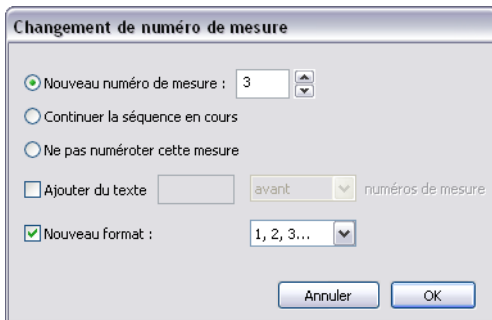 Changement de numéro de mesure
Nouveau numéro de mesure : 3
Continuer la séquence en cours
Ne pas numéroter cette mesure
Ajouter du texte avant numéros de mesure
Nouveau format : 1, 2, 3...
Annuler OK